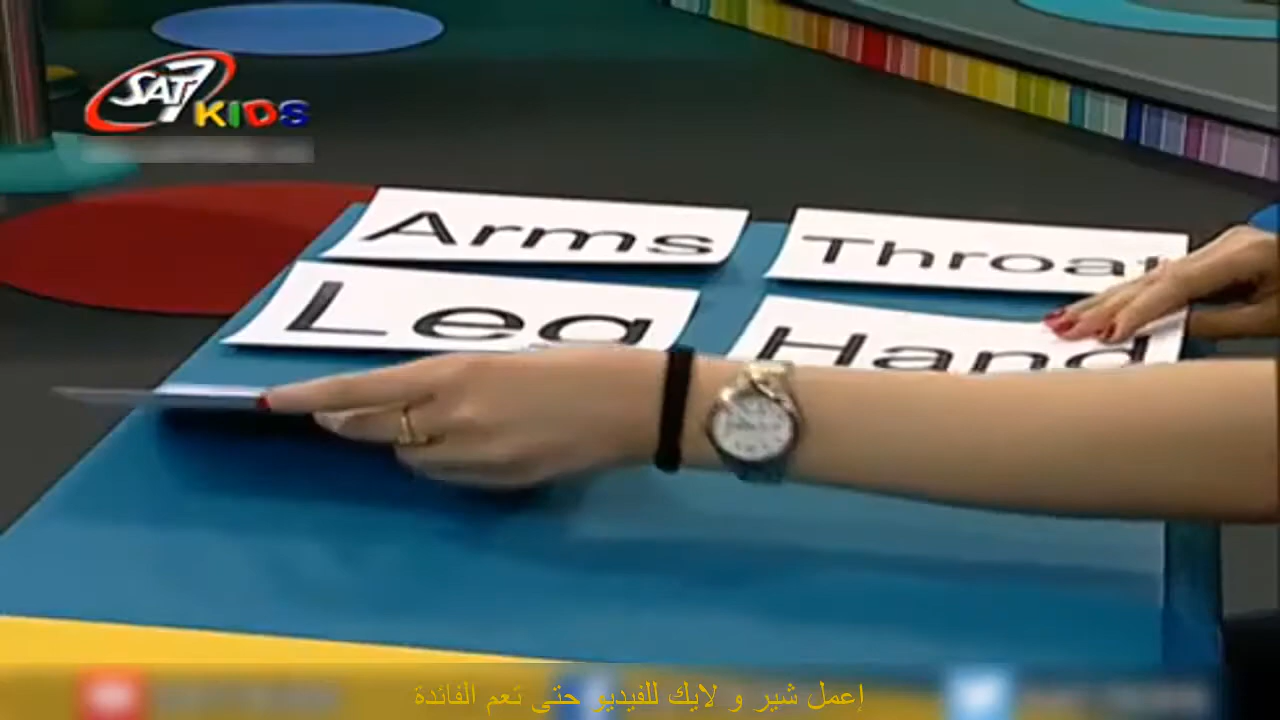 SAT7
KIDS
Arms
Throat
Leg
Hand
إعمل شير و لايك للفيديو حتى تعم الفائدة